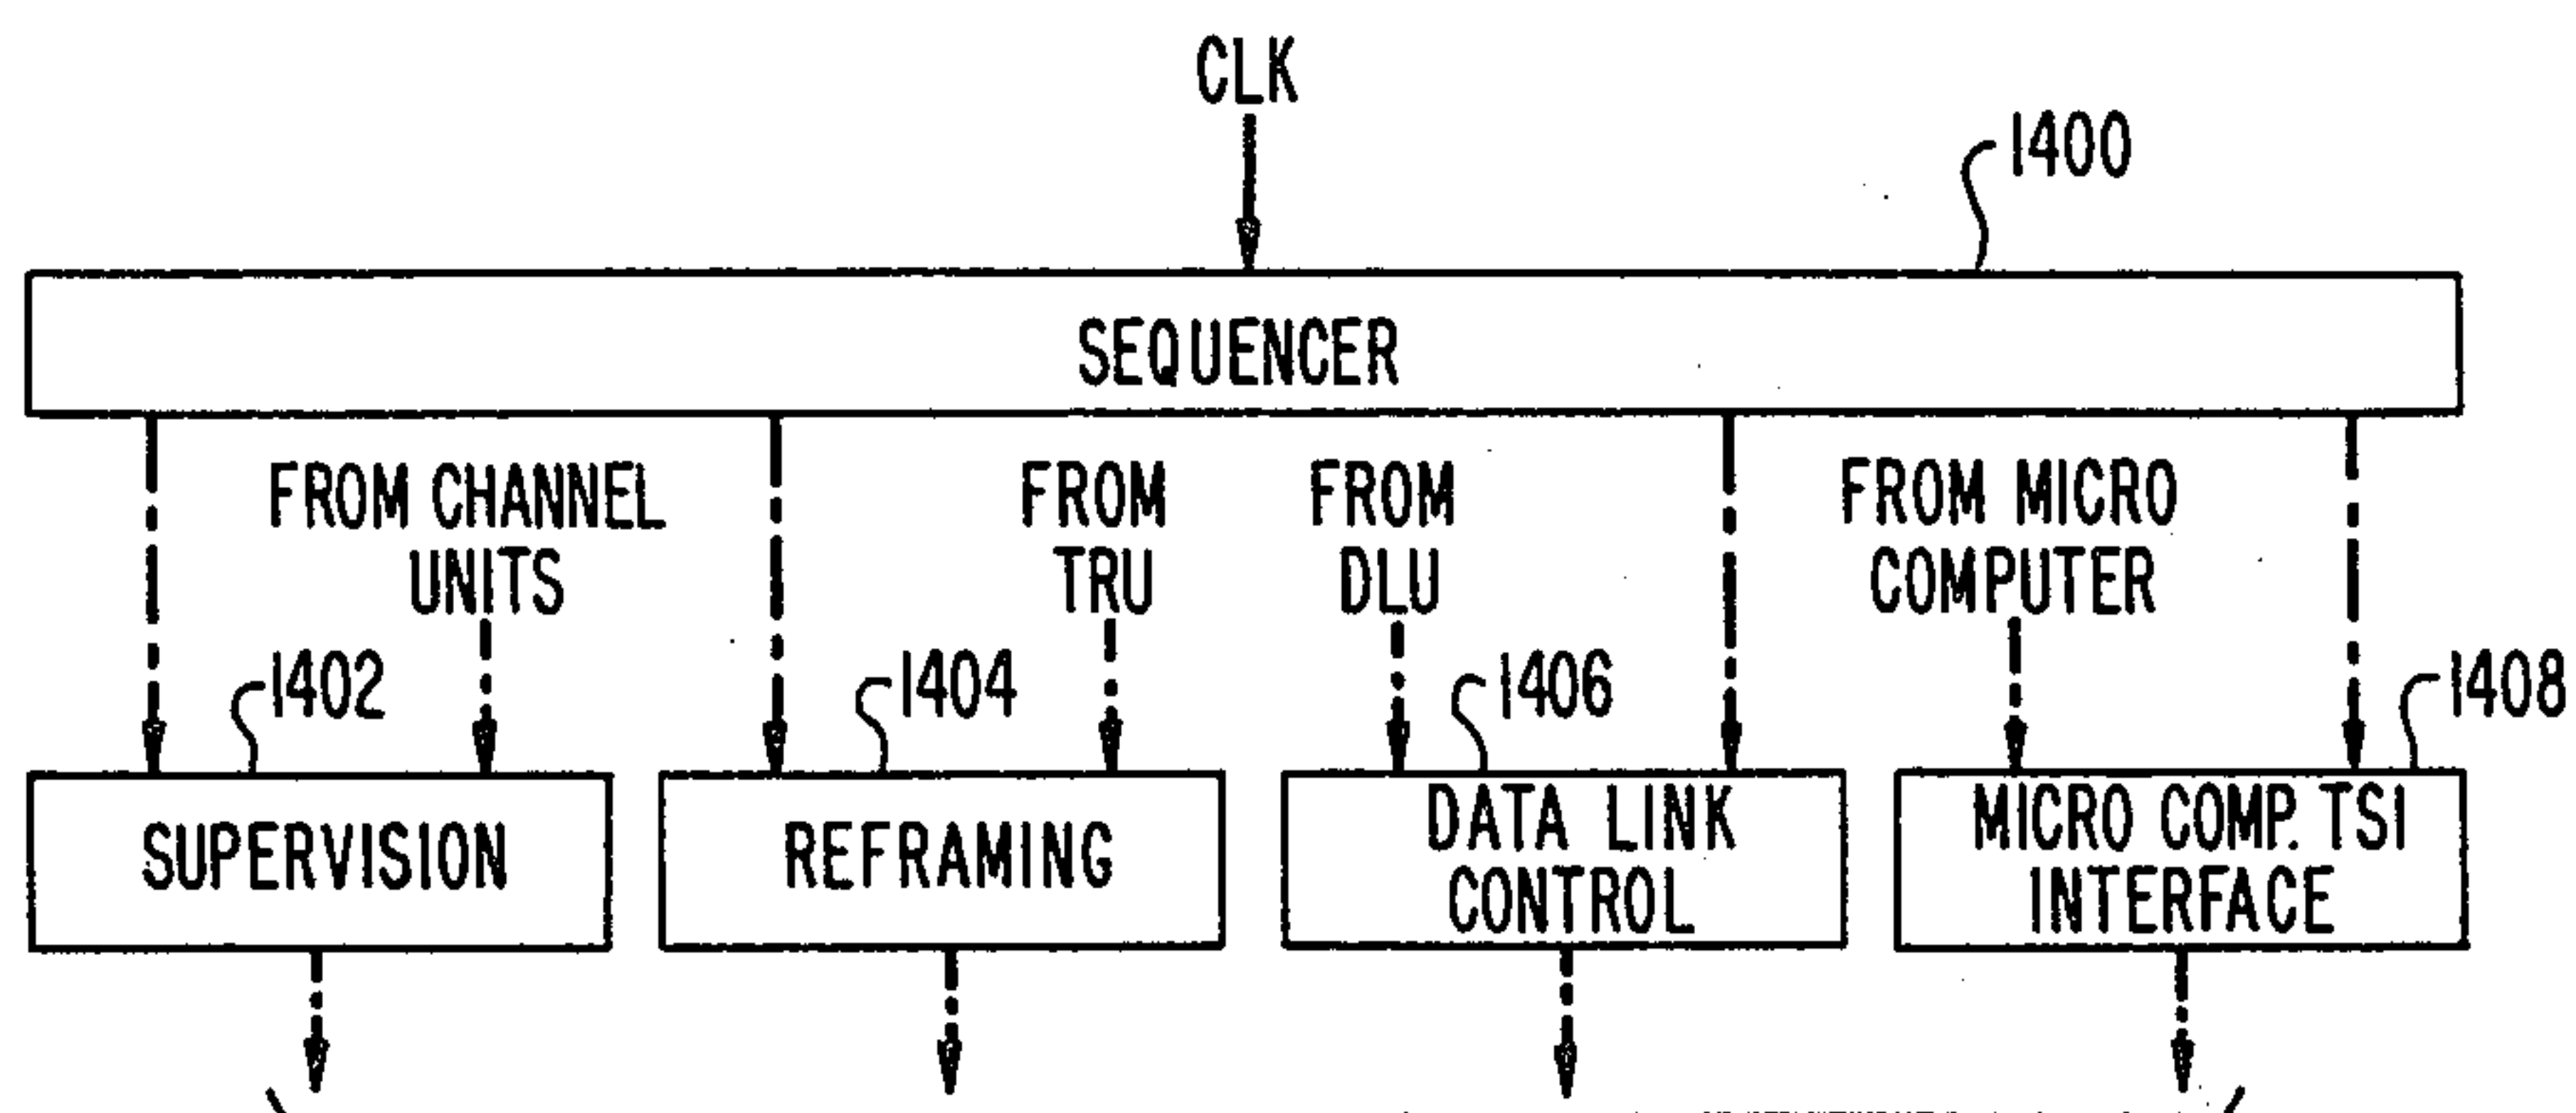 CLK
1400
SEQUENCER
FROM CHANNEL
UNITS
FROM
TRU
FROM
DLU
FROM MICRO
COMPUTER
1402
1404
1406
1408
SUPERVISION
REFRAMING
DATA LINK
CONTROL
MICRO COMP. TSI
INTERFACE